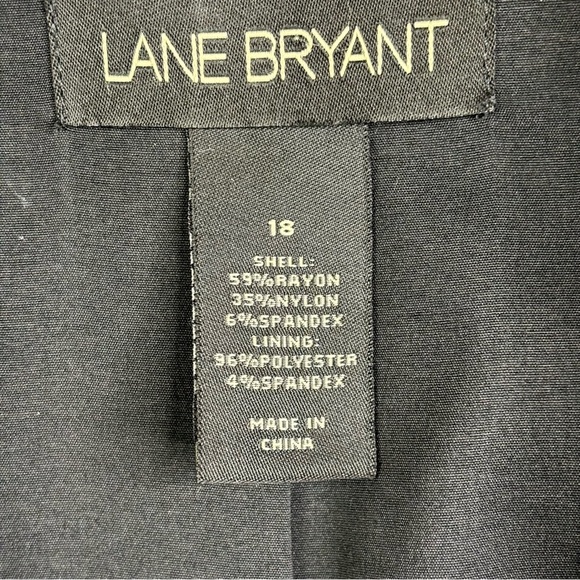 LANE BRYANT
18
SHELL:
59%RAYON
35%NYLON
6%SPANDEX
LINING:
96%POLYESTER
4%SPANDEX
MADE IN
CHINA